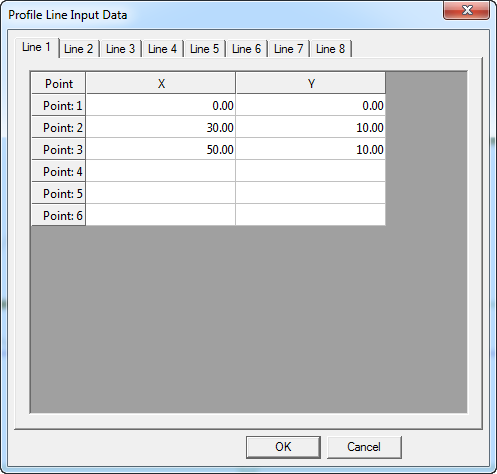 Profile Line Input Data
Line 1 Line 2 Line 3 Line 4 Line 5 Line 6 Line 7 Line 8
Point X Y
Point: 1 0.00 0.00
Point: 2 30.00 10.00
Point: 3 50.00 10.00
Point: 4
Point: 5
Point: 6
OK Cancel